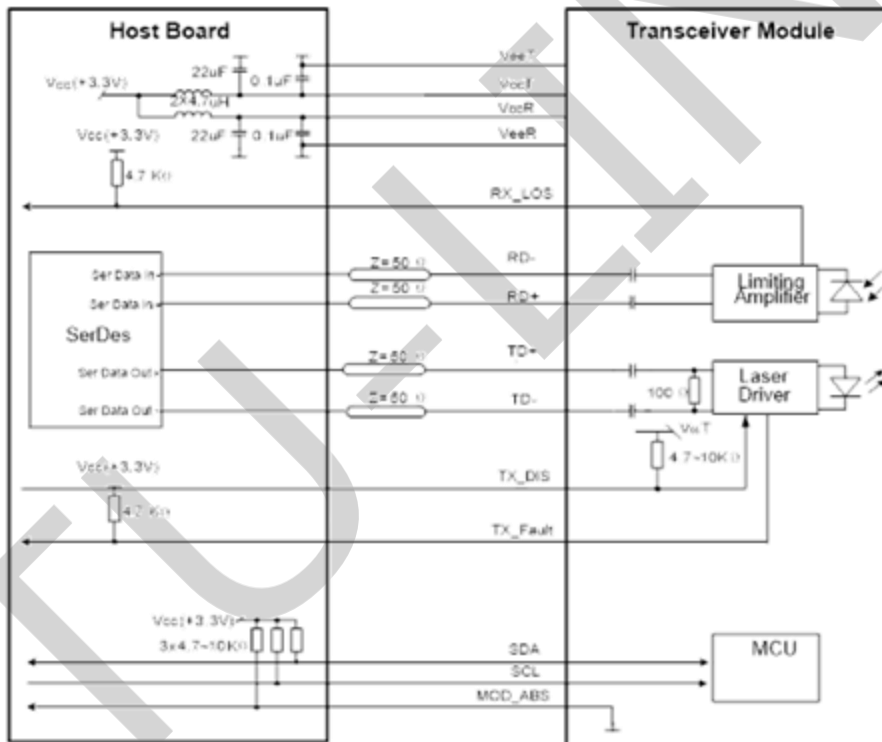 Host Board
Transceiver Module
VeeT
22uF
0.1uF
Vcc(+3.3V)
VccT
2X4.7uH
VccR
Vcc(+3.3V)
22uF
0.1uF
VeeR
4.7 KΩ
RX_LOS
Z=50 Ω
RD-
Ser Data In
Limiting
Amplifier
Z=50 Ω
RD+
Ser Data In
SerDes
Z=50 Ω
TD+
Ser Data Out
Laser
Driver
100 Ω
Z=50 Ω
TD-
Ser Data Out
VccT
4.7~10KΩ
Vcc(+3.3V)
TX_DIS
4.7 KΩ
TX_Fault
Vcc(+3.3V)
3x4.7~10KΩ
SDA
MCU
SCL
MOD_ABS
TU-LIN